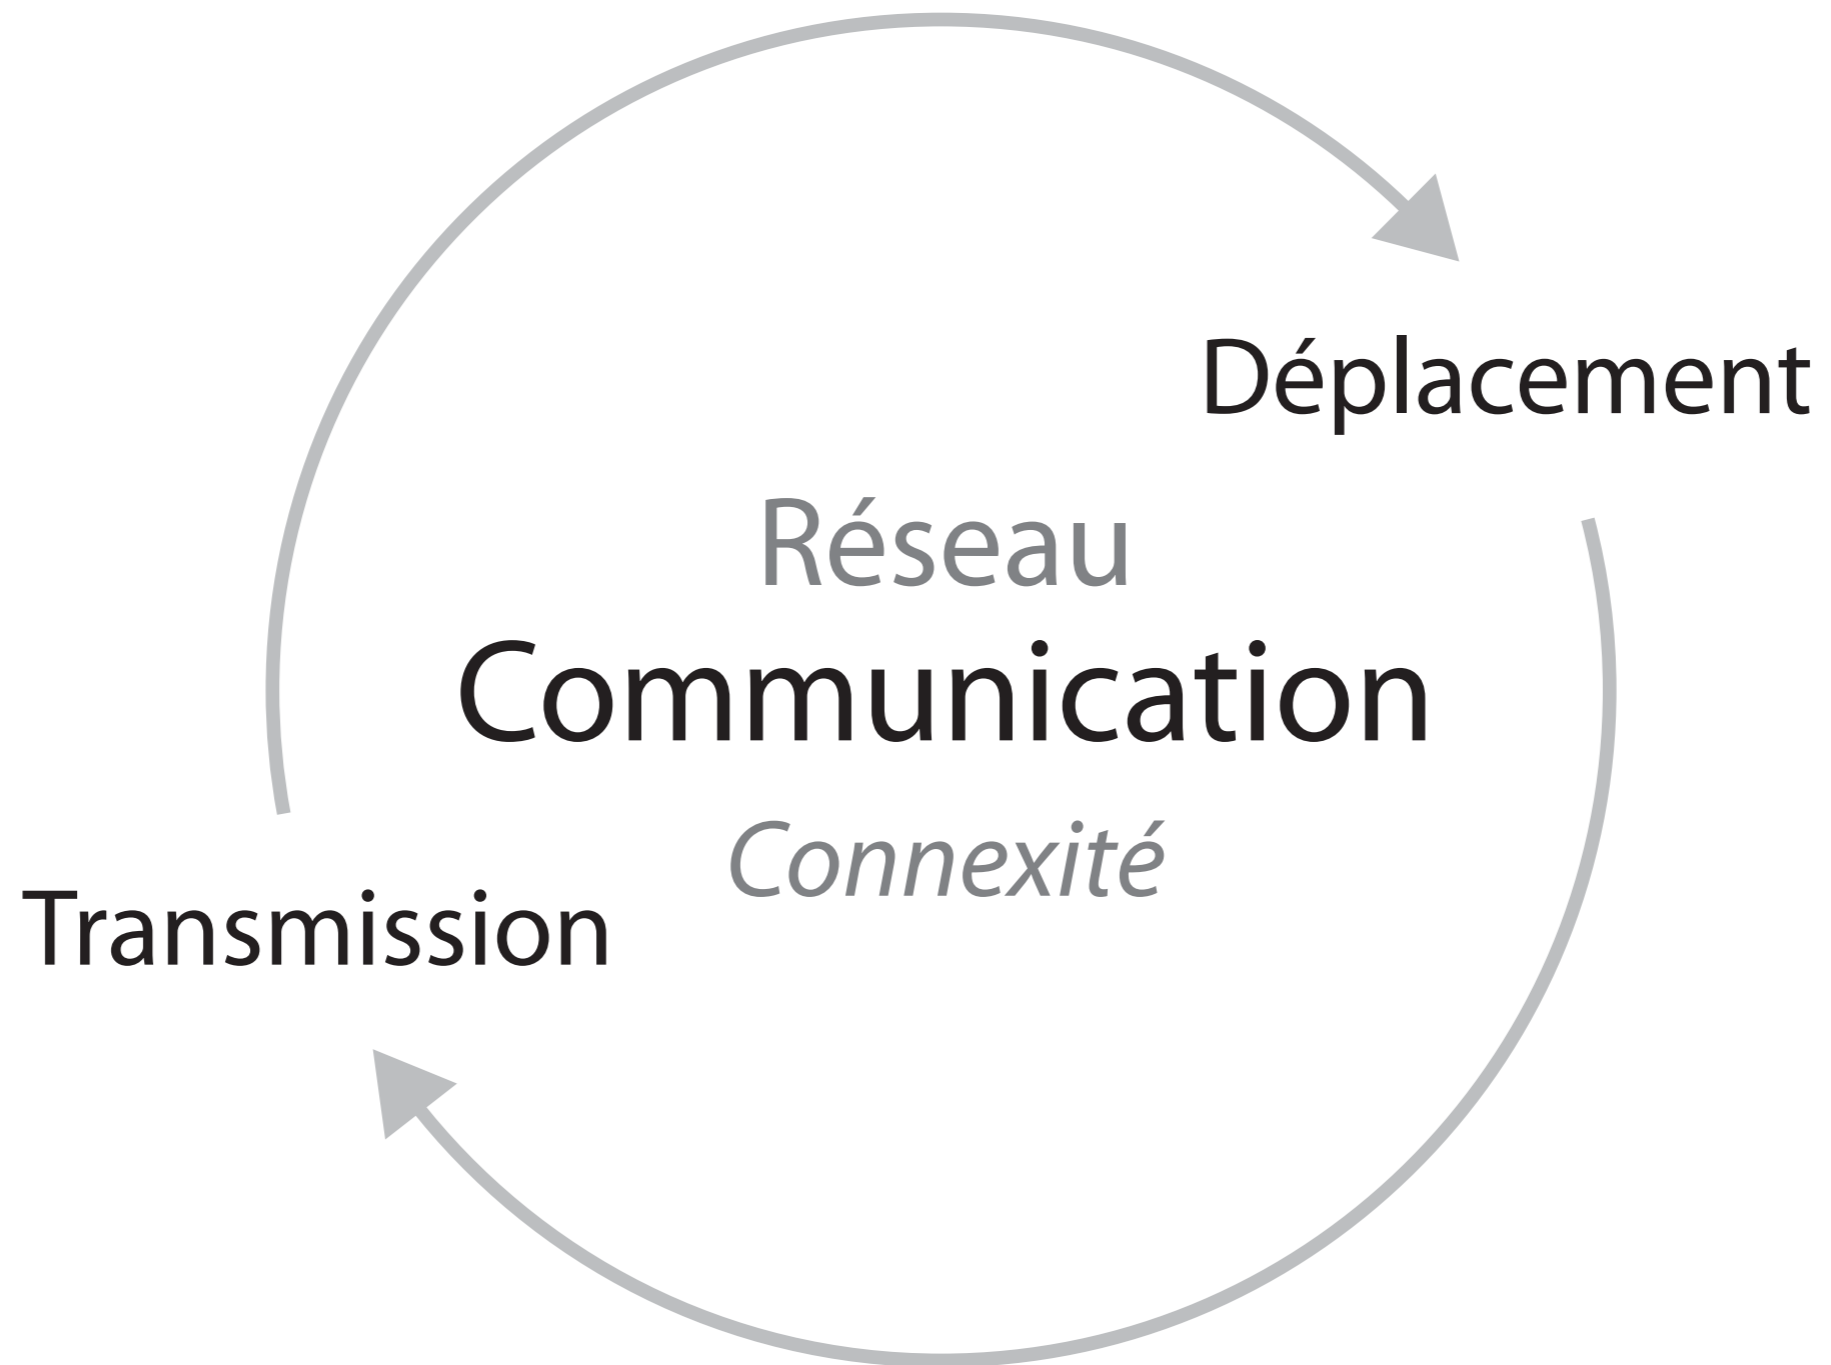 Déplacement
Réseau
Communication
Connexité
Transmission